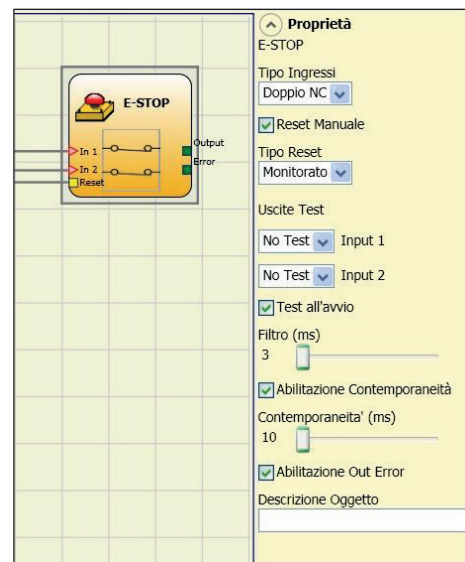 E-STOP
In 1
In 2
Reset
Output
Error
Proprietà
E-STOP
Tipo Ingressi
Doppio NC
Reset Manuale
Tipo Reset
Monitorato
Uscite Test
No Test Input 1
No Test Input 2
Test all'avvio
Filtro (ms)
3
Abilitazione Contemporaneità
Contemporaneita' (ms)
10
Abilitazione Out Error
Descrizione Oggetto